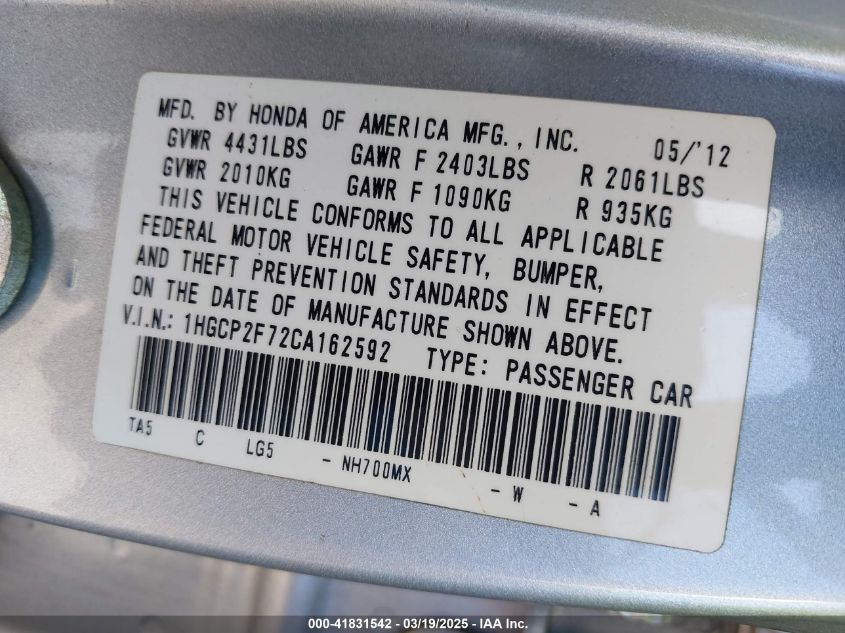 MFD. BY HONDA OF AMERICA MFG., INC. 05/'12
GVWR 4431LBS GAWR F 2403LBS R 2061LBS
GVWR 2010KG GAWR F 1090KG R 935KG
THIS VEHICLE CONFORMS TO ALL APPLICABLE
FEDERAL MOTOR VEHICLE SAFETY, BUMPER,
AND THEFT PREVENTION STANDARDS IN EFFECT
ON THE DATE OF MANUFACTURE SHOWN ABOVE.
V.I.N.: 1HGCP2F72CA162592 TYPE: PASSENGER CAR
TA5 C LG5 - NH700MX - W - A
000-41831542 - 03/19/2025 - IAA Inc.